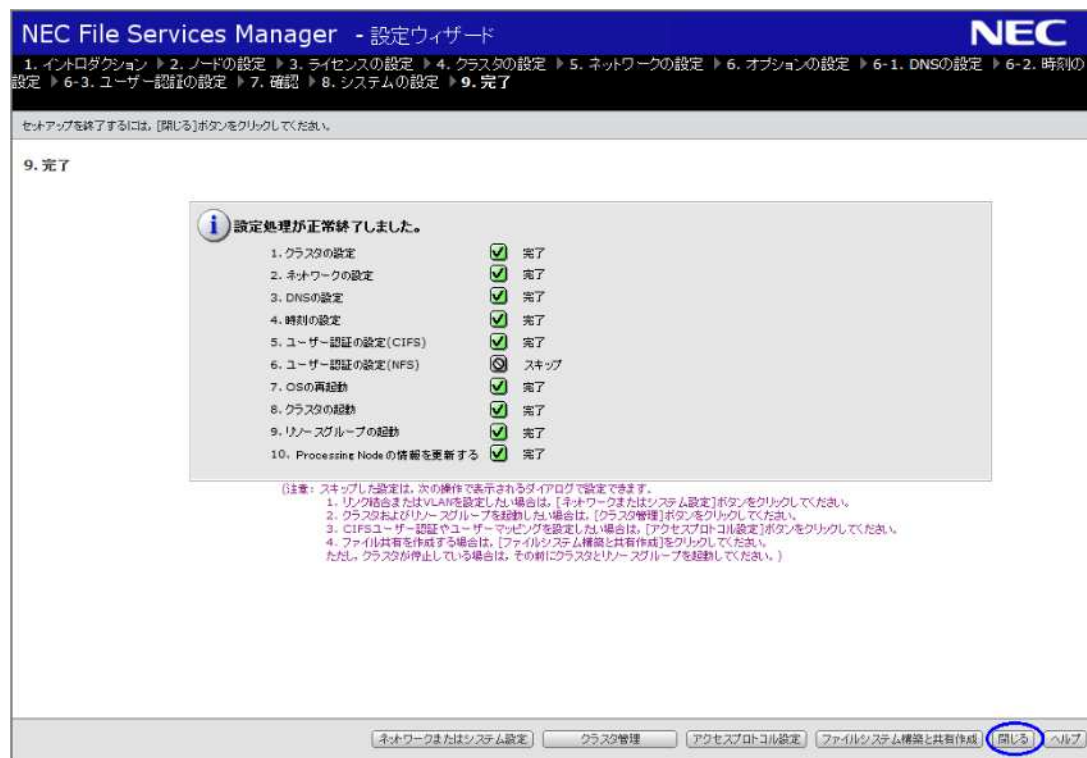 NEC File Services Manager - 設定ウィザード
NEC
1. イントロダクション ▶ 2. ノードの設定 ▶ 3. ライセンスの設定 ▶ 4. クラスタの設定 ▶ 5. ネットワークの設定 ▶ 6. オプションの設定 ▶ 6-1. DNSの設定 ▶ 6-2. 時刻の
設定 ▶ 6-3. ユーザー認証の設定 ▶ 7. 確認 ▶ 8. システムの設定 ▶ 9. 完了
セットアップを終了するには，[閉じる]ボタンをクリックしてください。
9. 完了
設定処理が正常終了しました。
1. クラスタの設定 完了
2. ネットワークの設定 完了
3. DNSの設定 完了
4. 時刻の設定 完了
5. ユーザー認証の設定(CIFS) 完了
6. ユーザー認証の設定(NFS) スキップ
7. OSの再起動 完了
8. クラスタの起動 完了
9. リソースグループの起動 完了
10. Processing Nodeの情報を更新する 完了
(注意: スキップした設定は，次の操作で表示されるダイアログで設定できます。
1. リンク結合またはVLANを設定したい場合は，[ネットワークまたはシステム設定]ボタンをクリックしてください。
2. クラスタおよびリソースグループを起動したい場合は，[クラスタ管理]ボタンをクリックしてください。
3. CIFSユーザー認証やユーザーマッピングを設定したい場合は，[アクセスプロトコル設定]ボタンをクリックしてください。
4. ファイル共有を作成する場合は，[ファイルシステム構築と共有作成]をクリックしてください。
ただし，クラスタが停止している場合は，その前にクラスタとリソースグループを起動してください。)
ネットワークまたはシステム設定 クラスタ管理 アクセスプロトコル設定 ファイルシステム構築と共有作成 閉じる ヘルプ